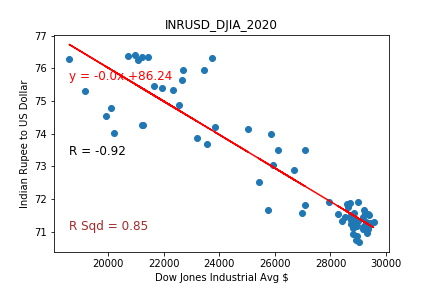 INRUSD_DJIA_2020
Indian Rupee to US Dollar
77
76
75
74
73
72
71
y = -0.0x +86.24
R = -0.92
R Sqd = 0.85
20000 22000 24000 26000 28000 30000
Dow Jones Industrial Avg $